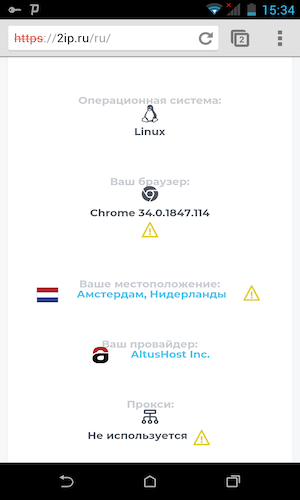 15:34
https://2ip.ru/ru/
2
Операционная система:
Linux
Ваш браузер:
Chrome 34.0.1847.114
Ваше местоположение:
Амстердам, Нидерланды
Ваш провайдер:
AltusHost Inc.
Прокси:
Не используется